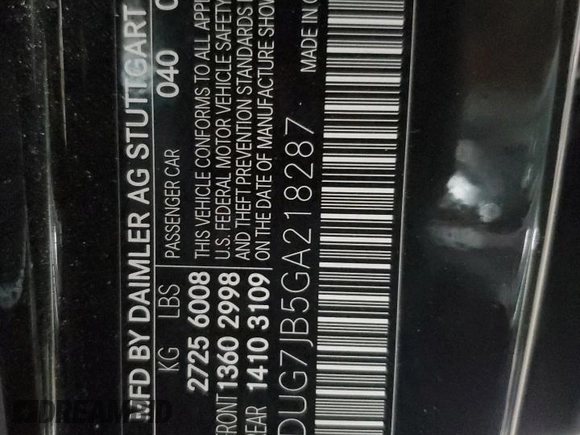 MFD BY DAIMLER AG STUTTGART
KG LBS PASSENGER CAR 040
2725 6008 THIS VEHICLE CONFORMS TO ALL
FRONT 1360 2998 U.S. FEDERAL MOTOR VEHICLE SAFETY
REAR 1410 3109 AND THEFT PREVENTION STANDARDS
ON THE DATE OF MANUFACTURE SHOW
DUG7JB5GA218287 MADE IN